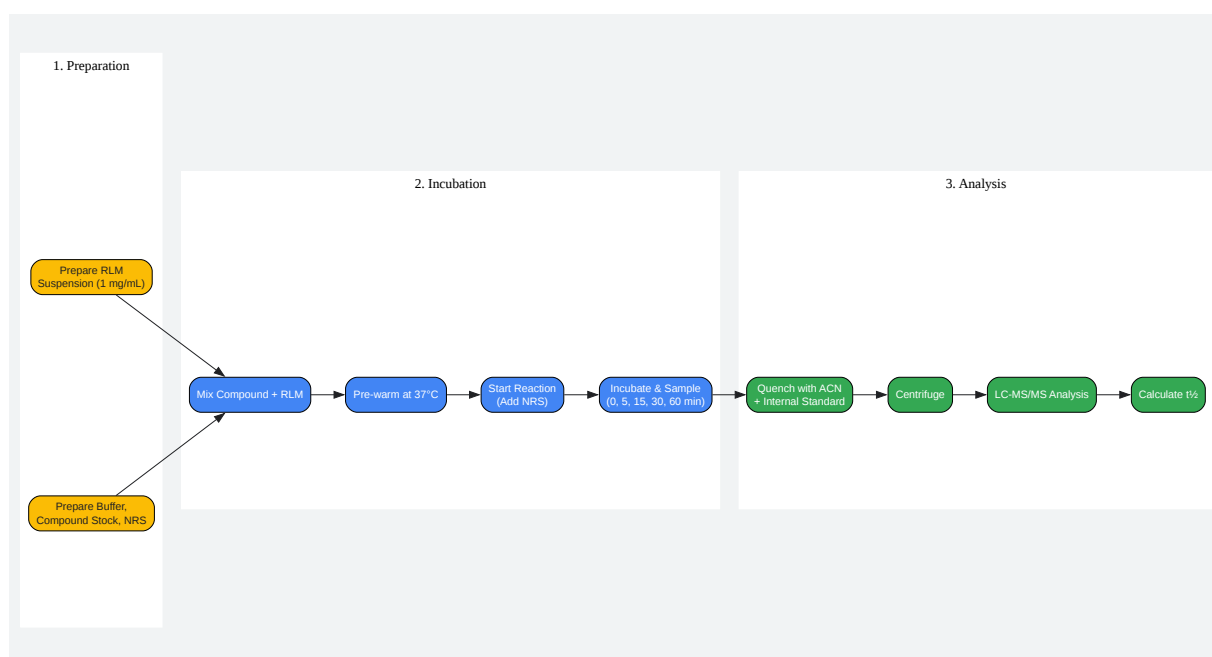 1. Preparation
Prepare RLM
Suspension (1 mg/mL)
Prepare Buffer,
Compound Stock, NRS
2. Incubation
Mix Compound + RLM
Pre-warm at 37°C
Start Reaction
(Add NRS)
Incubate & Sample
(0, 5, 15, 30, 60 min)
3. Analysis
Quench with ACN
+ Internal Standard
Centrifuge
LC-MS/MS Analysis
Calculate t½